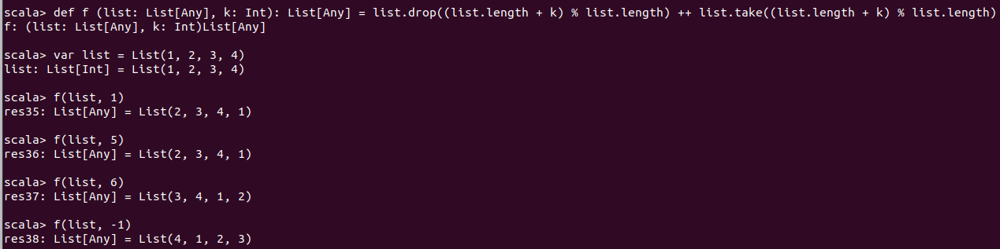 scala> def f (list: List[Any], k: Int): List[Any] = list.drop((list.length + k) % list.length) ++ list.take((list.length + k) % list.length)
f: (list: List[Any], k: Int)List[Any]
scala> var list = List(1, 2, 3, 4)
list: List[Int] = List(1, 2, 3, 4)
scala> f(list, 1)
res35: List[Any] = List(2, 3, 4, 1)
scala> f(list, 5)
res36: List[Any] = List(2, 3, 4, 1)
scala> f(list, 6)
res37: List[Any] = List(3, 4, 1, 2)
scala> f(list, -1)
res38: List[Any] = List(4, 1, 2, 3)